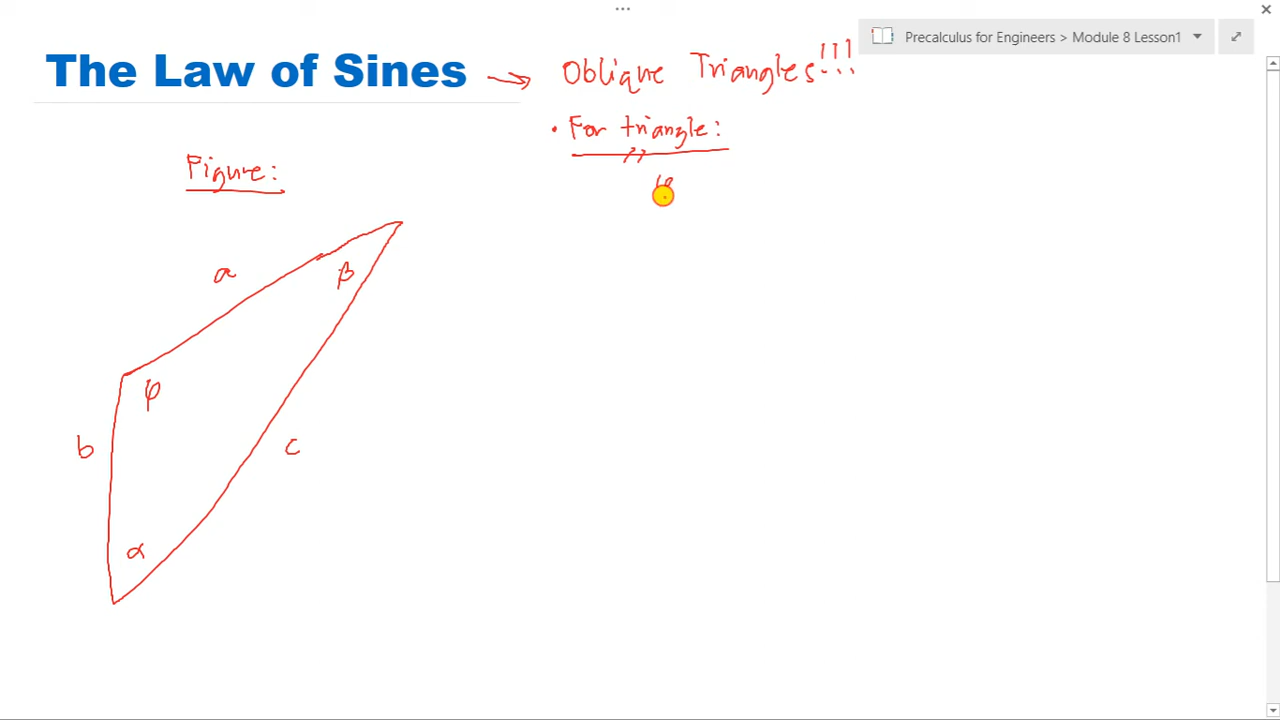 Precalculus for Engineers > Module 8 Lesson1
The Law of Sines → Oblique Triangles!!!
• For triangle:
Figure:
a
β
φ
b
c
α